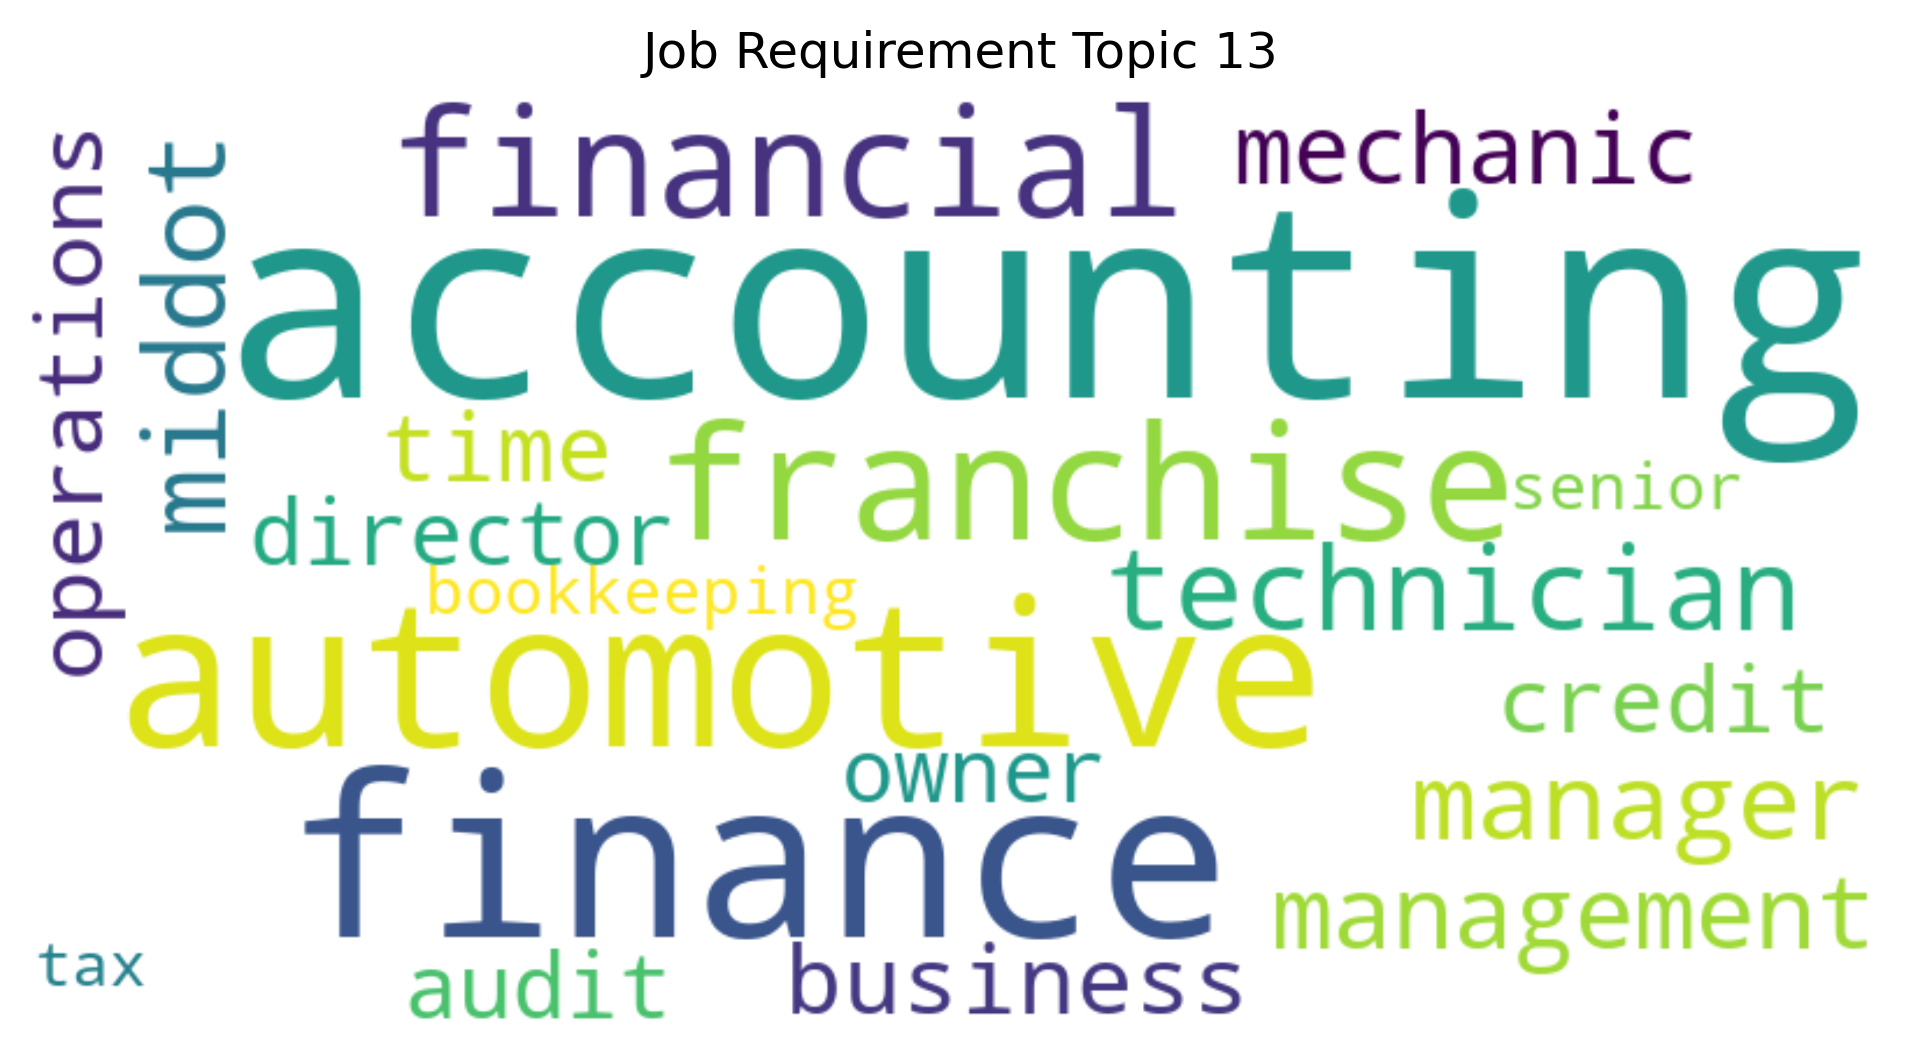 Job Requirement Topic 13
financial
mechanic
operations
middot
accounting
time
franchise
senior
director
technician
bookkeeping
automotive
credit
owner
manager
finance
management
tax
audit
business